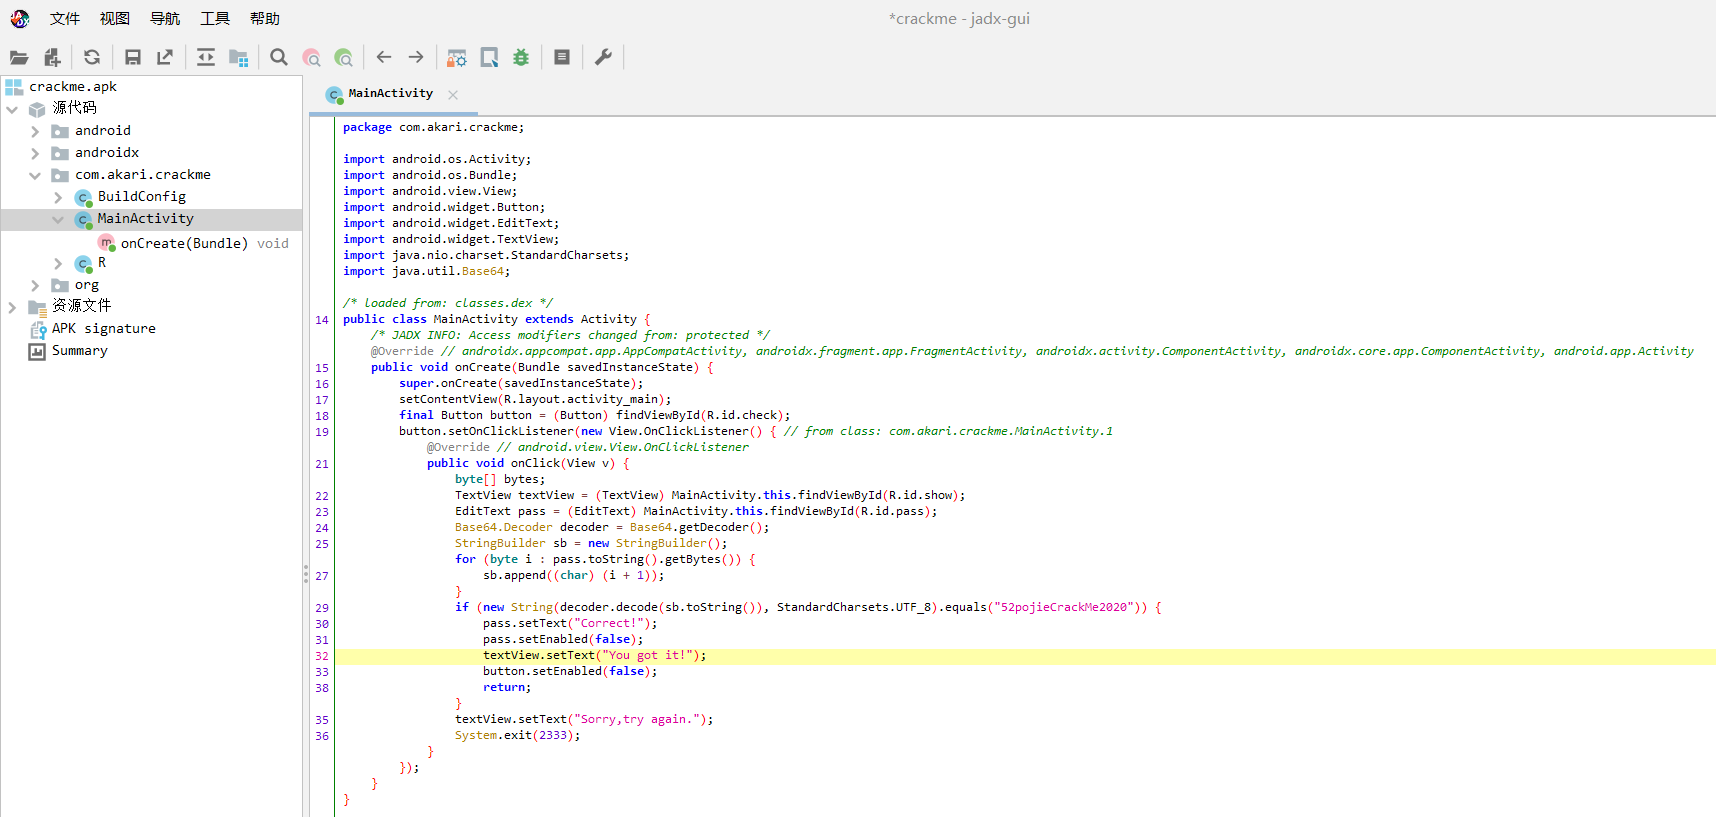 文件 视图 导航 工具 帮助
*crackme - jadx-gui
crackme.apk
源代码
android
androidx
com.akari.crackme
BuildConfig
MainActivity
onCreate(Bundle) void
R
org
资源文件
APK signature
Summary
MainActivity
package com.akari.crackme;
import android.os.Activity;
import android.os.Bundle;
import android.view.View;
import android.widget.Button;
import android.widget.EditText;
import android.widget.TextView;
import java.nio.charset.StandardCharsets;
import java.util.Base64;
/* loaded from: classes.dex */
14 public class MainActivity extends Activity {
/* JADX INFO: Access modifiers changed from: protected */
@Override // androidx.appcompat.app.AppCompatActivity, androidx.fragment.app.FragmentActivity, androidx.activity.ComponentActivity, androidx.core.app.ComponentActivity, android.app.Activity
15 public void onCreate(Bundle savedInstanceState) {
16 super.onCreate(savedInstanceState);
17 setContentView(R.layout.activity_main);
18 final Button button = (Button) findViewById(R.id.check);
19 button.setOnClickListener(new View.OnClickListener() { // from class: com.akari.crackme.MainActivity.1
@Override // android.view.View.OnClickListener
21 public void onClick(View v) {
byte[] bytes;
22 TextView textView = (TextView) MainActivity.this.findViewById(R.id.show);
23 EditText pass = (EditText) MainActivity.this.findViewById(R.id.pass);
24 Base64.Decoder decoder = Base64.getDecoder();
25 StringBuilder sb = new StringBuilder();
for (byte i : pass.toString().getBytes()) {
27 sb.append((char) (i + 1));
}
29 if (new String(decoder.decode(sb.toString()), StandardCharsets.UTF_8).equals("52pojieCrackMe2020")) {
30 pass.setText("Correct!");
31 pass.setEnabled(false);
32 textView.setText("You got it!");
33 button.setEnabled(false);
38 return;
}
35 textView.setText("Sorry,try again.");
36 System.exit(2333);
}
});
}
}